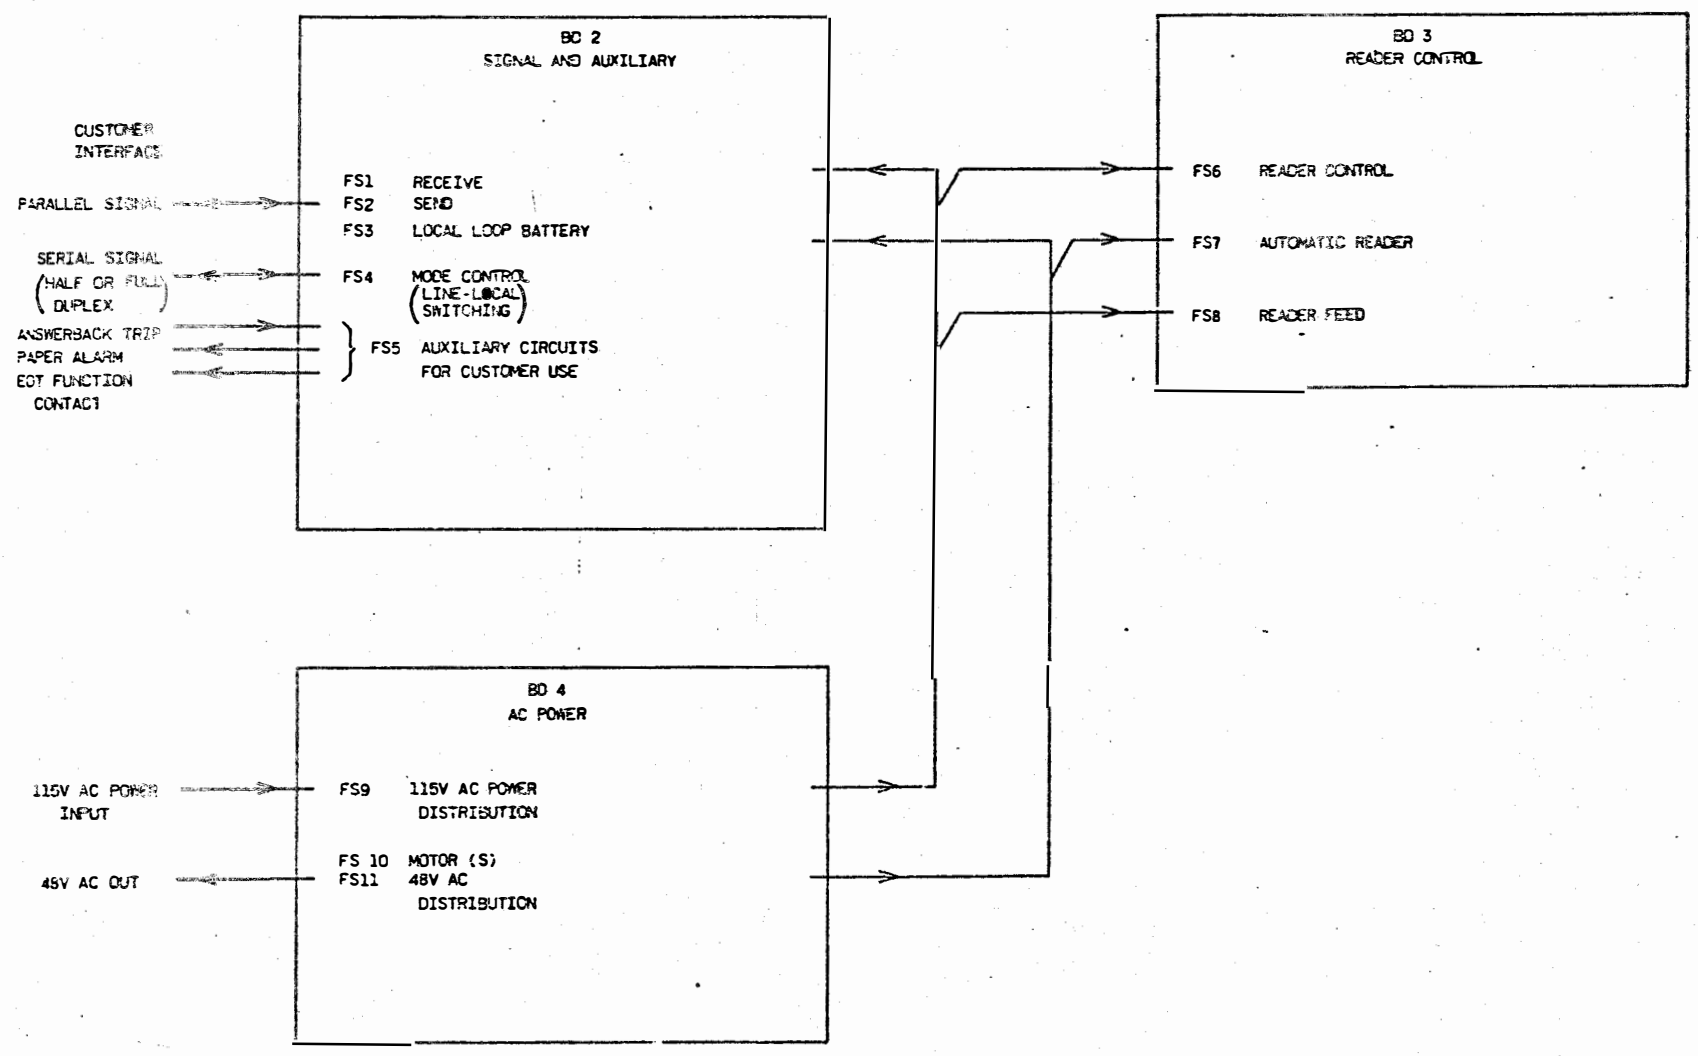 BD 2
SIGNAL AND AUXILIARY
CUSTOMER
INTERFACE
FS1 RECEIVE
PARALLEL SIGNAL FS2 SEND
FS3 LOCAL LOOP BATTERY
SERIAL SIGNAL
(HALF OR FULL
DUPLEX)
FS4 MODE CONTROL
(LINE-LOCAL
SWITCHING)
ANSWERBACK TRIP
PAPER ALARM
EOT FUNCTION
CONTACT
FS5 AUXILIARY CIRCUITS
FOR CUSTOMER USE
BD 3
READER CONTROL
FS6 READER CONTROL
FS7 AUTOMATIC READER
FS8 READER FEED
BD 4
AC POWER
115V AC POWER
INPUT
FS9 115V AC POWER
DISTRIBUTION
FS 10 MOTOR (S)
48V AC OUT FS11 48V AC
DISTRIBUTION